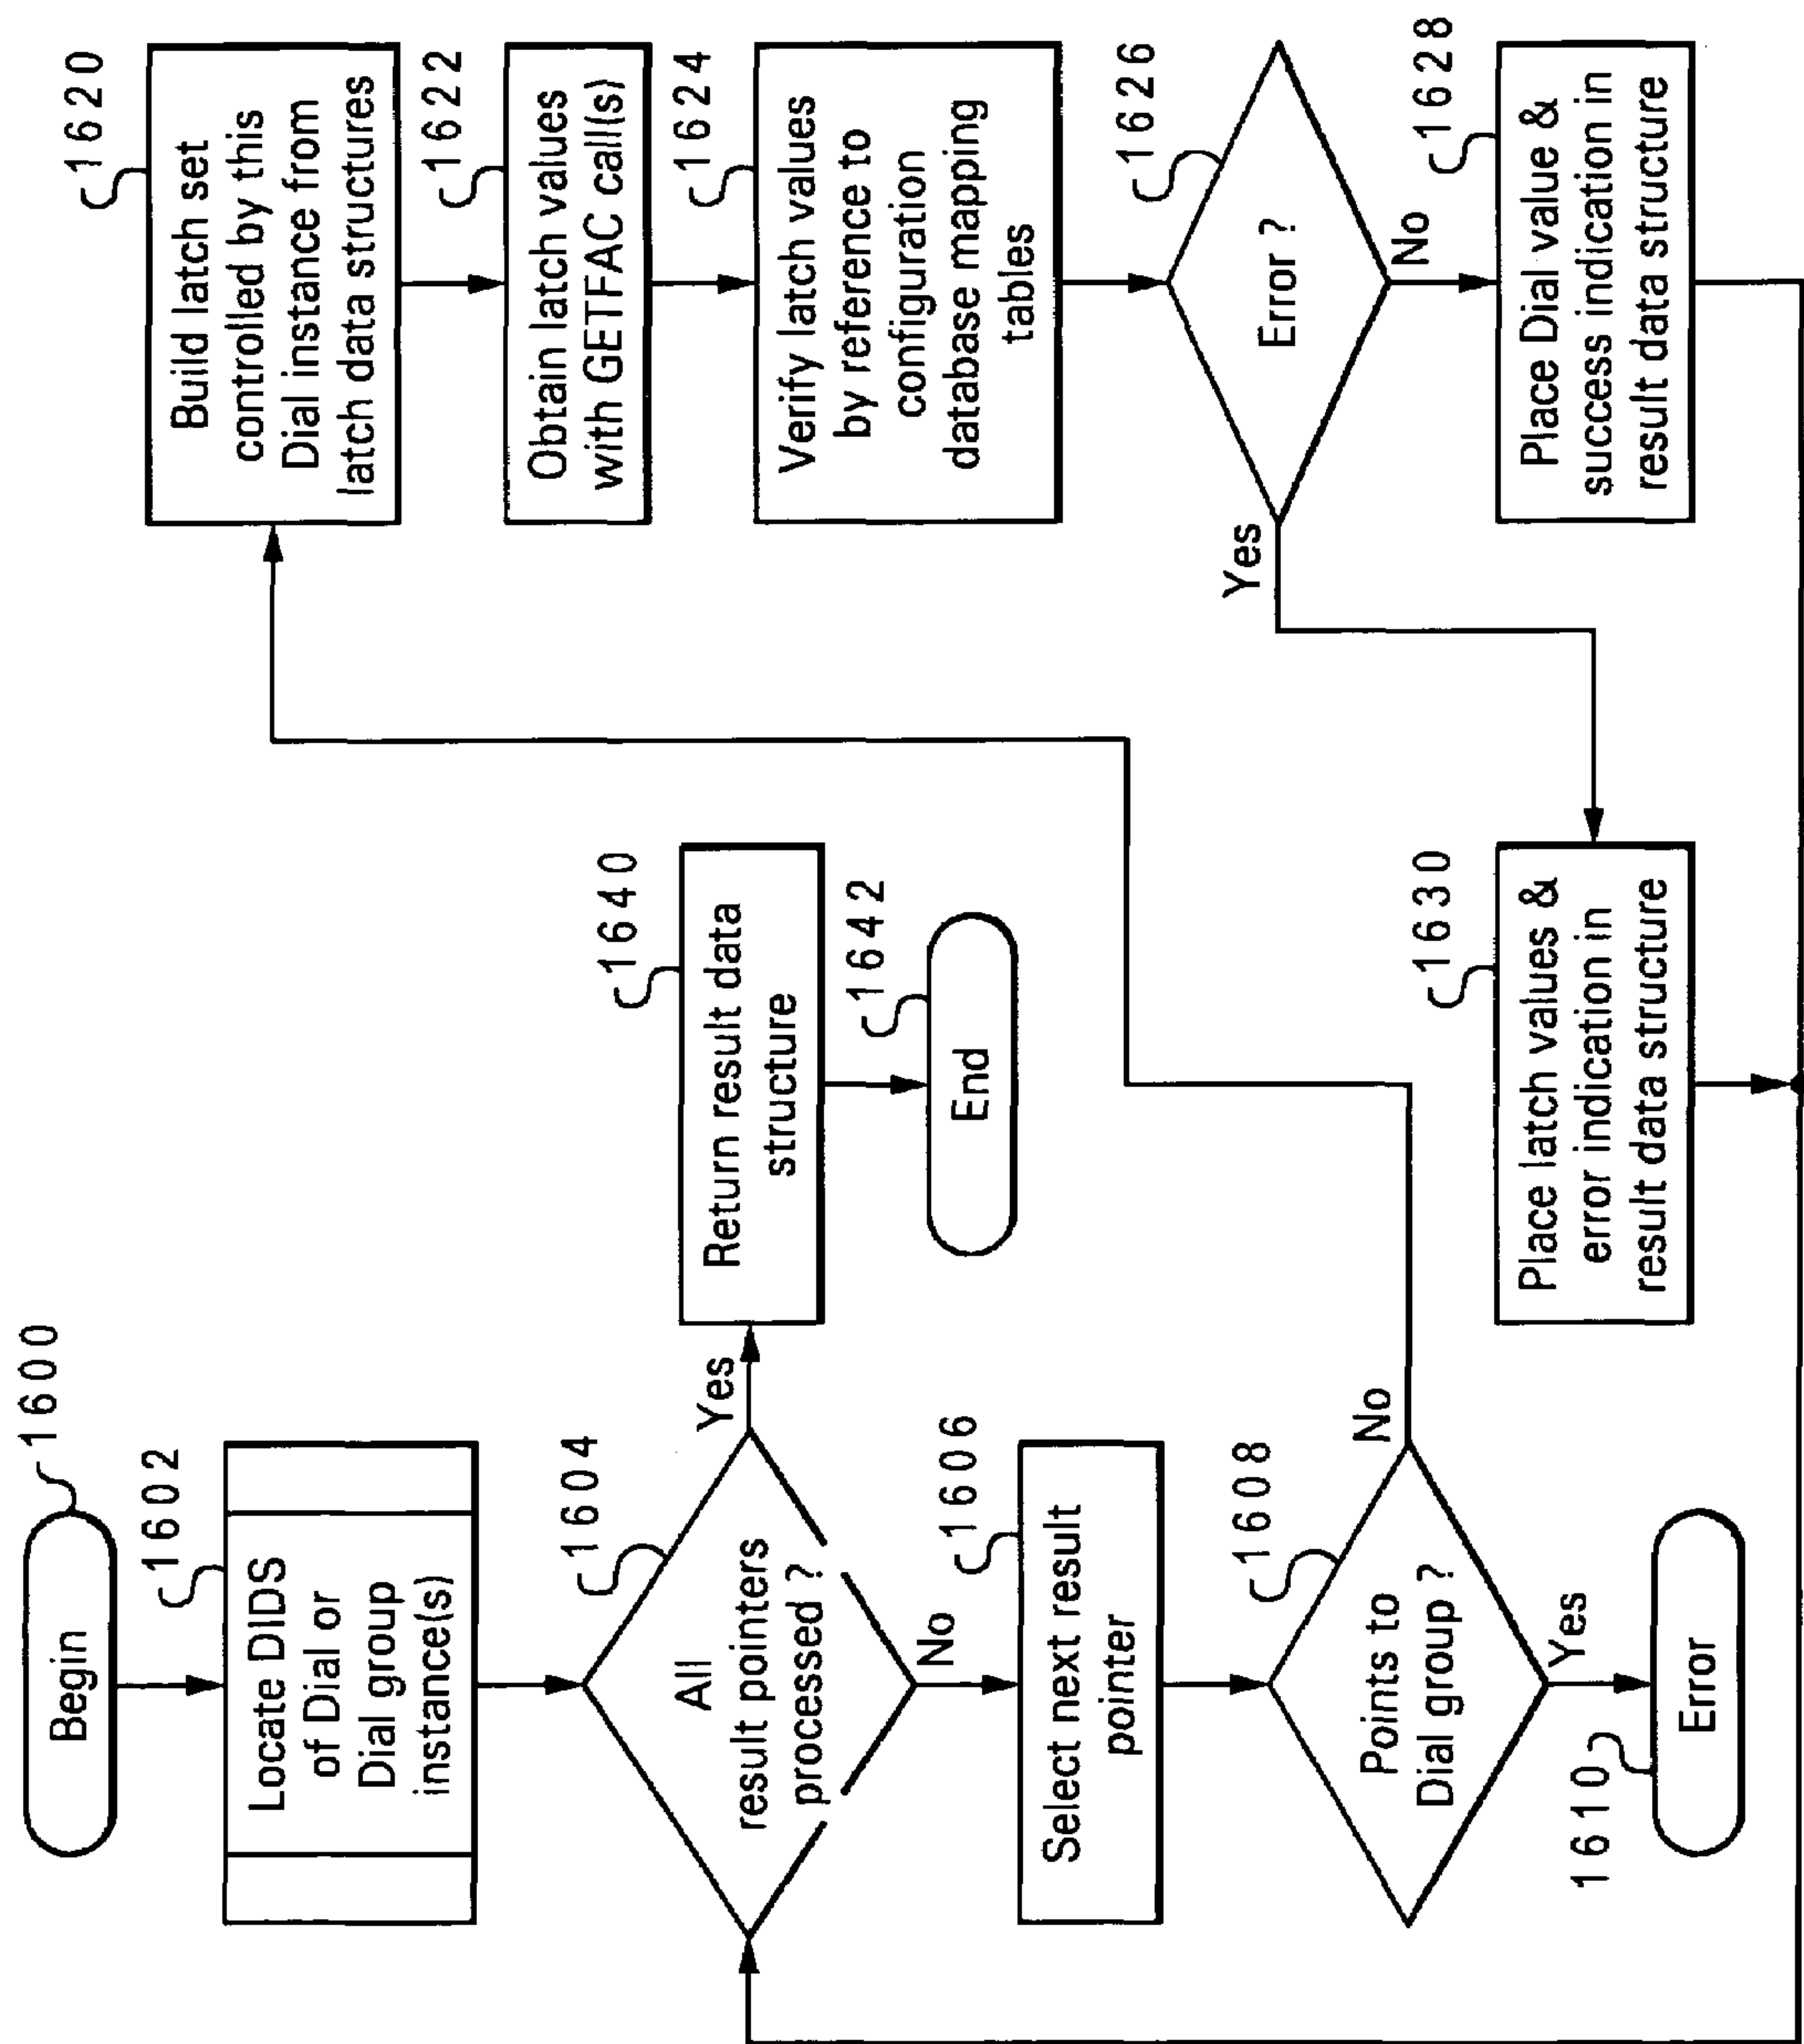 1600
Begin
1602
Locate DIDS
of Dial or
Dial group
instance(s)
1604
All
result pointers
processed ?
Yes
No
1606
Select next result
pointer
1608
Points to
Dial group ?
No
Yes
1610
Error
1640
Return result data
structure
1642
End
1620
Build latch set
controlled by this
Dial instance from
latch data structures
1622
Obtain latch values
with GETFAC call(s)
1624
Verify latch values
by reference to
configuration
database mapping
tables
1626
Error ?
Yes
No
1628
Place Dial value &
success indication in
result data structure
1630
Place latch values &
error indication in
result data structure